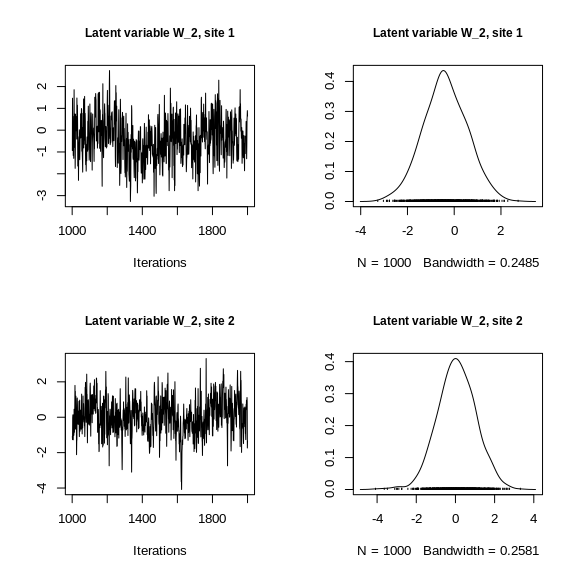 Latent variable W_2, site 1
2
1
0
-1
-3
1000 1400 1800
Iterations
Latent variable W_2, site 1
0.4
0.3
0.2
0.1
0.0
-4 -2 0 2
N = 1000 Bandwidth = 0.2485
Latent variable W_2, site 2
2
0
-2
-4
1000 1400 1800
Iterations
Latent variable W_2, site 2
0.4
0.3
0.2
0.1
0.0
-4 -2 0 2 4
N = 1000 Bandwidth = 0.2581